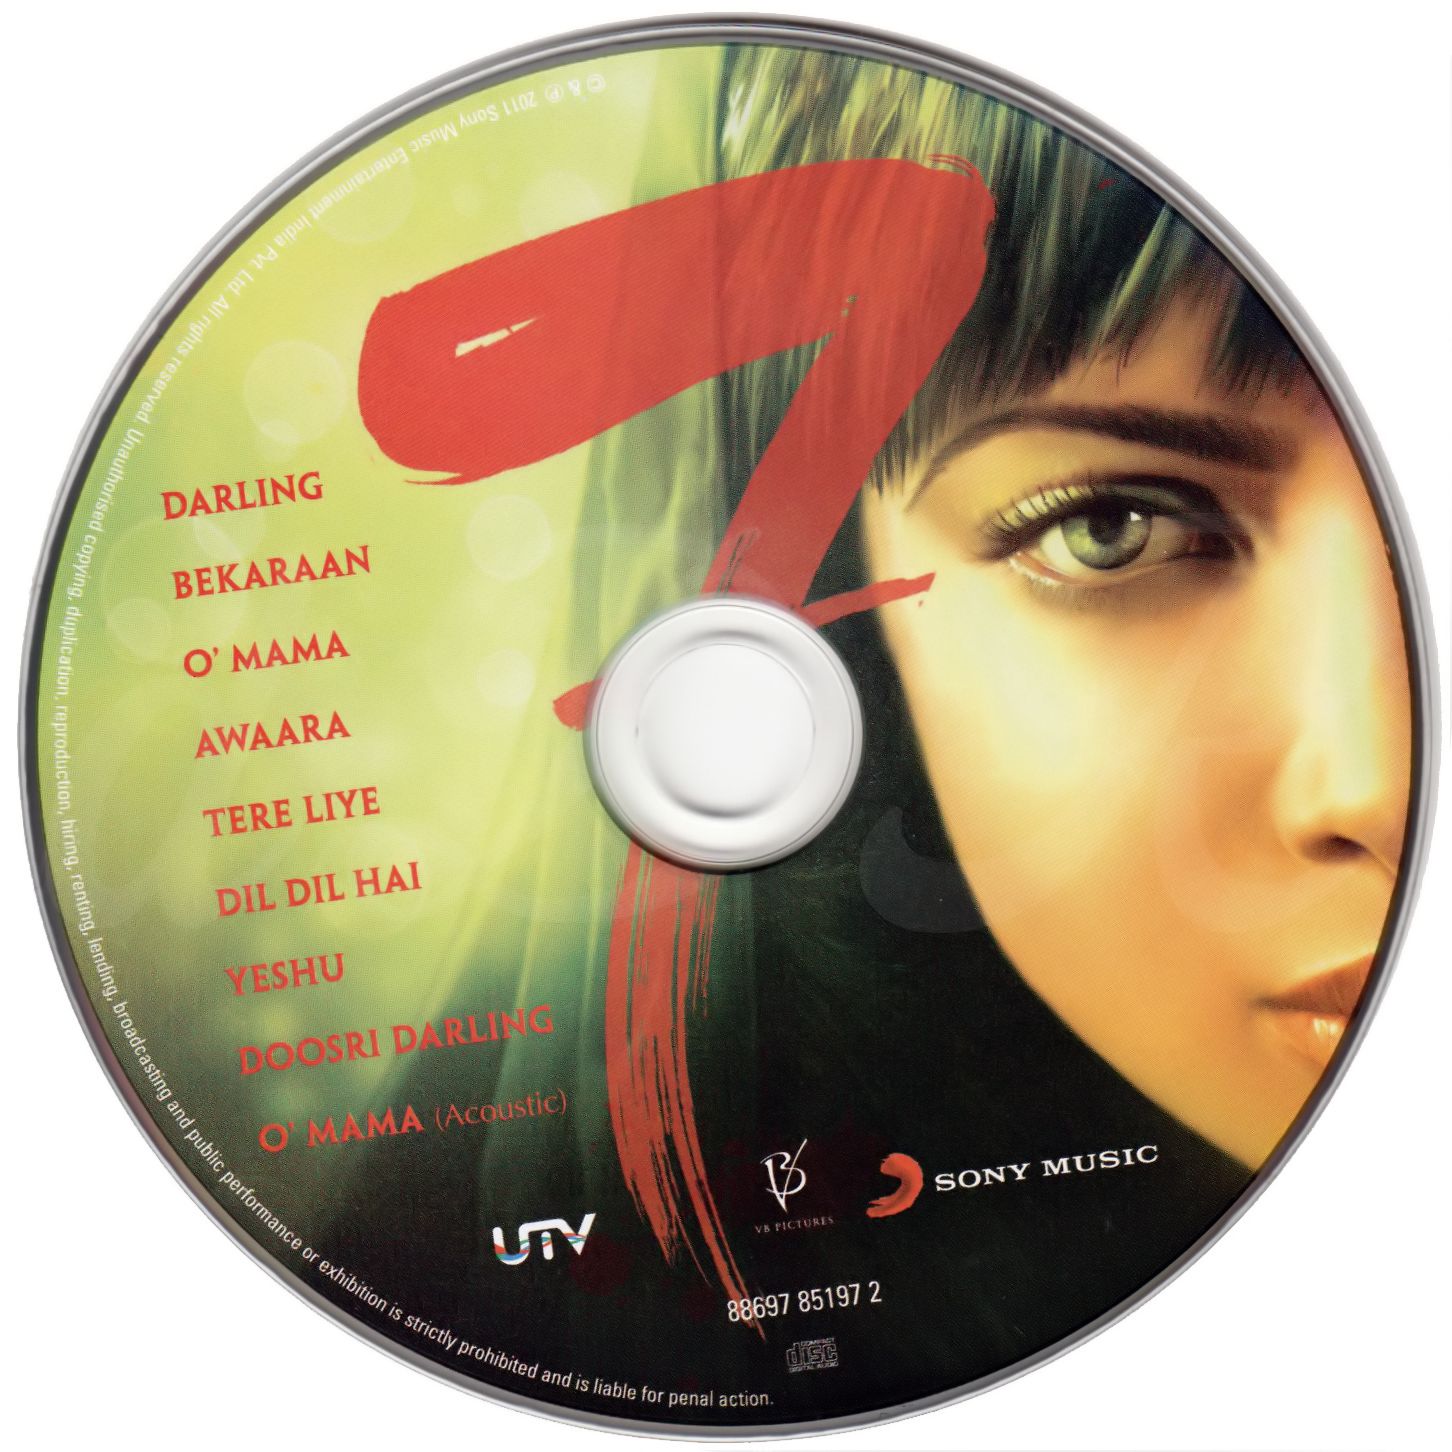 7
DARLING
BEKARAAN
O' MAMA
AWAARA
TERE LIYE
DIL DIL HAI
YESHU
DOOSRI DARLING
O' MAMA (Acoustic)
UTV
VB PICTURES
SONY MUSIC
88697 85197 2
COMPACT
disc
DIGITAL AUDIO
© & ℗ 2011 Sony Music Entertainment India Pvt. Ltd. All rights reserved. Unauthorised copying, duplication, reproduction, hiring, renting, lending, broadcasting and public performance or exhibition is strictly prohibited and is liable for penal action.